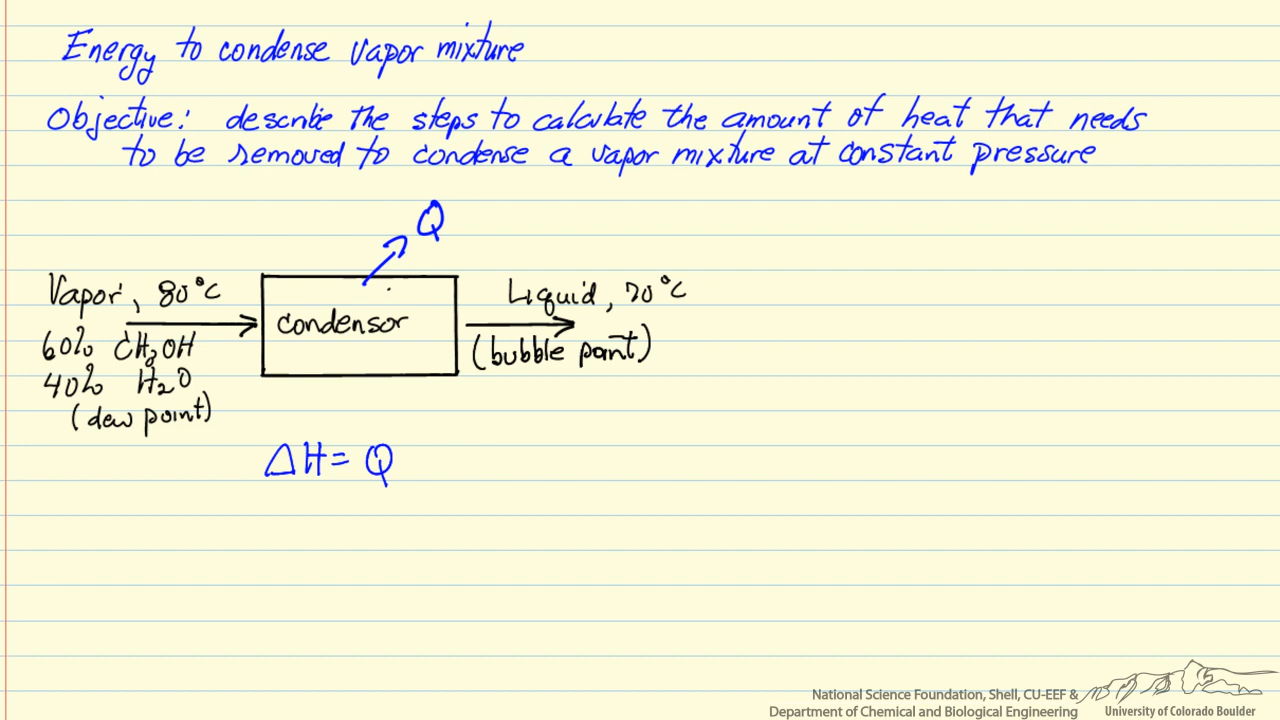 Energy to condense vapor mixture
Objective: describe the steps to calculate the amount of heat that needs
to be removed to condense a vapor mixture at constant pressure
Q
Vapor, 80°C
60% CH3OH
40% H2O
(dew point)
condensor
Liquid, 70°C
(bubble point)
ΔH = Q
National Science Foundation, Shell, CU-EEF &
Department of Chemical and Biological Engineering
University of Colorado Boulder